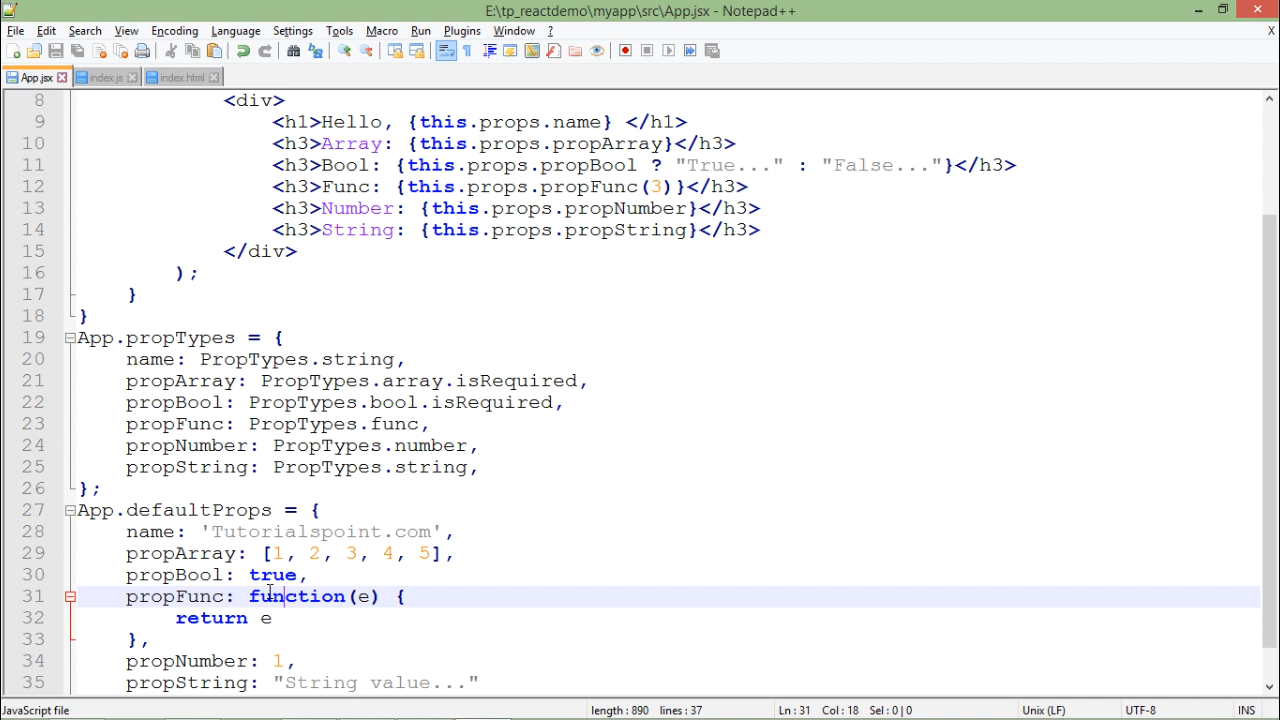 E:\tp_reactdemo\myapp\src\App.jsx - Notepad++
File Edit Search View Encoding Language Settings Tools Macro Run Plugins Window ? X
App.jsx index.js index.html
8 <div>
9 <h1>Hello, {this.props.name} </h1>
10 <h3>Array: {this.props.propArray}</h3>
11 <h3>Bool: {this.props.propBool ? "True..." : "False..."}</h3>
12 <h3>Func: {this.props.propFunc(3)}</h3>
13 <h3>Number: {this.props.propNumber}</h3>
14 <h3>String: {this.props.propString}</h3>
15 </div>
16 );
17 }
18 }
19 App.propTypes = {
20 name: PropTypes.string,
21 propArray: PropTypes.array.isRequired,
22 propBool: PropTypes.bool.isRequired,
23 propFunc: PropTypes.func,
24 propNumber: PropTypes.number,
25 propString: PropTypes.string,
26 };
27 App.defaultProps = {
28 name: 'Tutorialspoint.com',
29 propArray: [1, 2, 3, 4, 5],
30 propBool: true,
31 propFunc: function(e) {
32 return e
33 },
34 propNumber: 1,
35 propString: "String value..."
JavaScript file length : 890 lines : 37 Ln : 31 Col : 18 Sel : 0 | 0 Unix (LF) UTF-8 INS